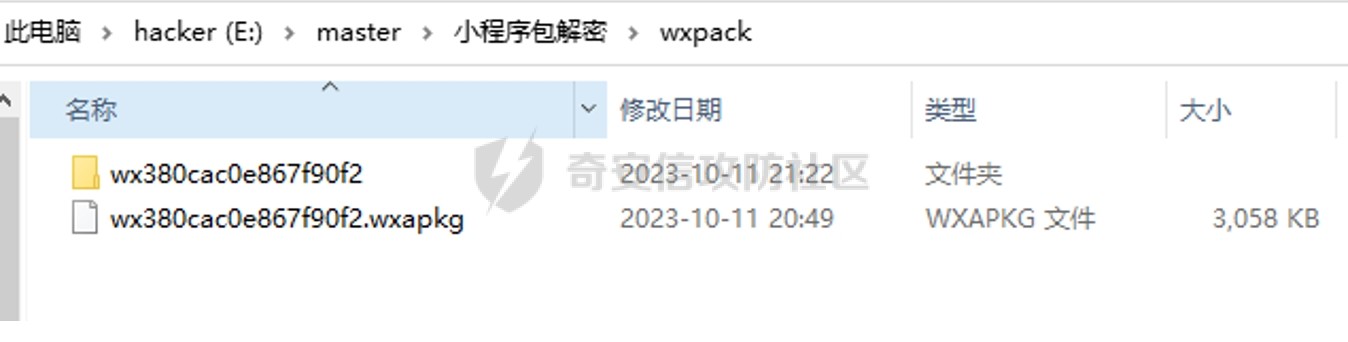 此电脑 > hacker (E:) > master > 小程序包解密 > wxpack
名称 修改日期 类型 大小
wx380cac0e867f90f2 2023-10-11 21:22 文件夹
奇安信攻防社区
wx380cac0e867f90f2.wxapkg 2023-10-11 20:49 WXAPKG 文件 3,058 KB